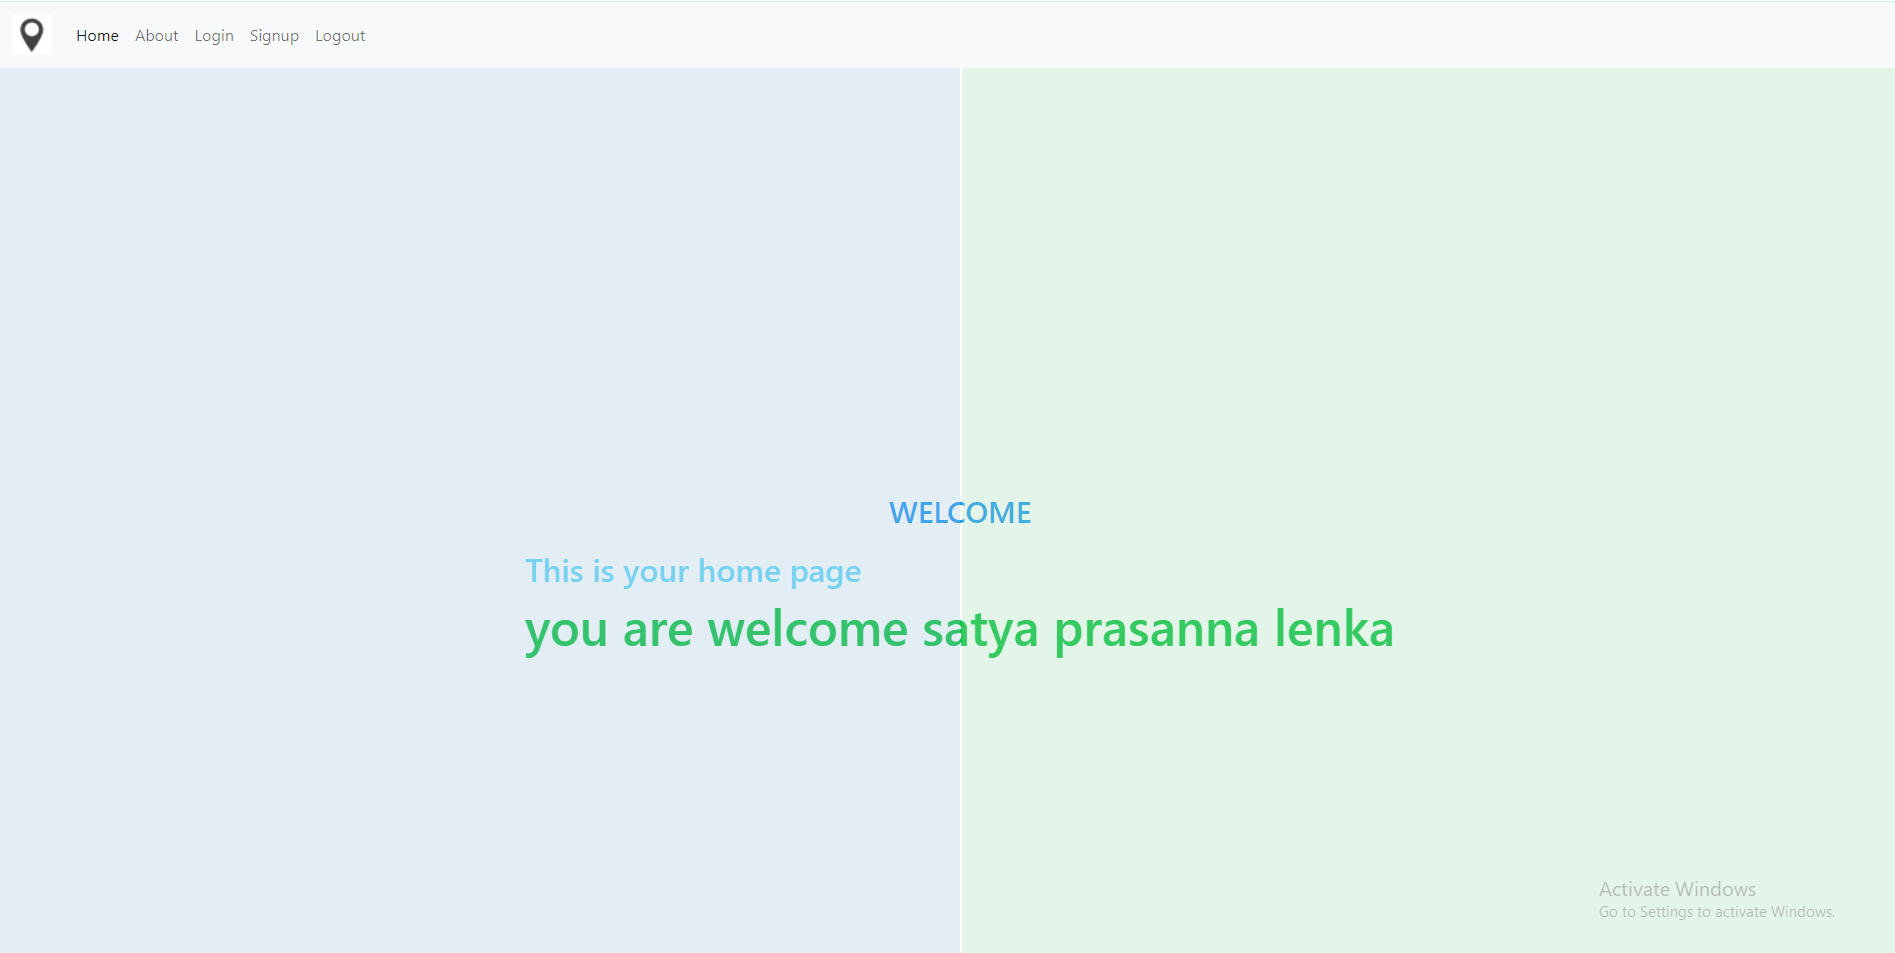 Home About Login Signup Logout
WELCOME
This is your home page
you are welcome satya prasanna lenka
Activate Windows
Go to Settings to activate Windows.